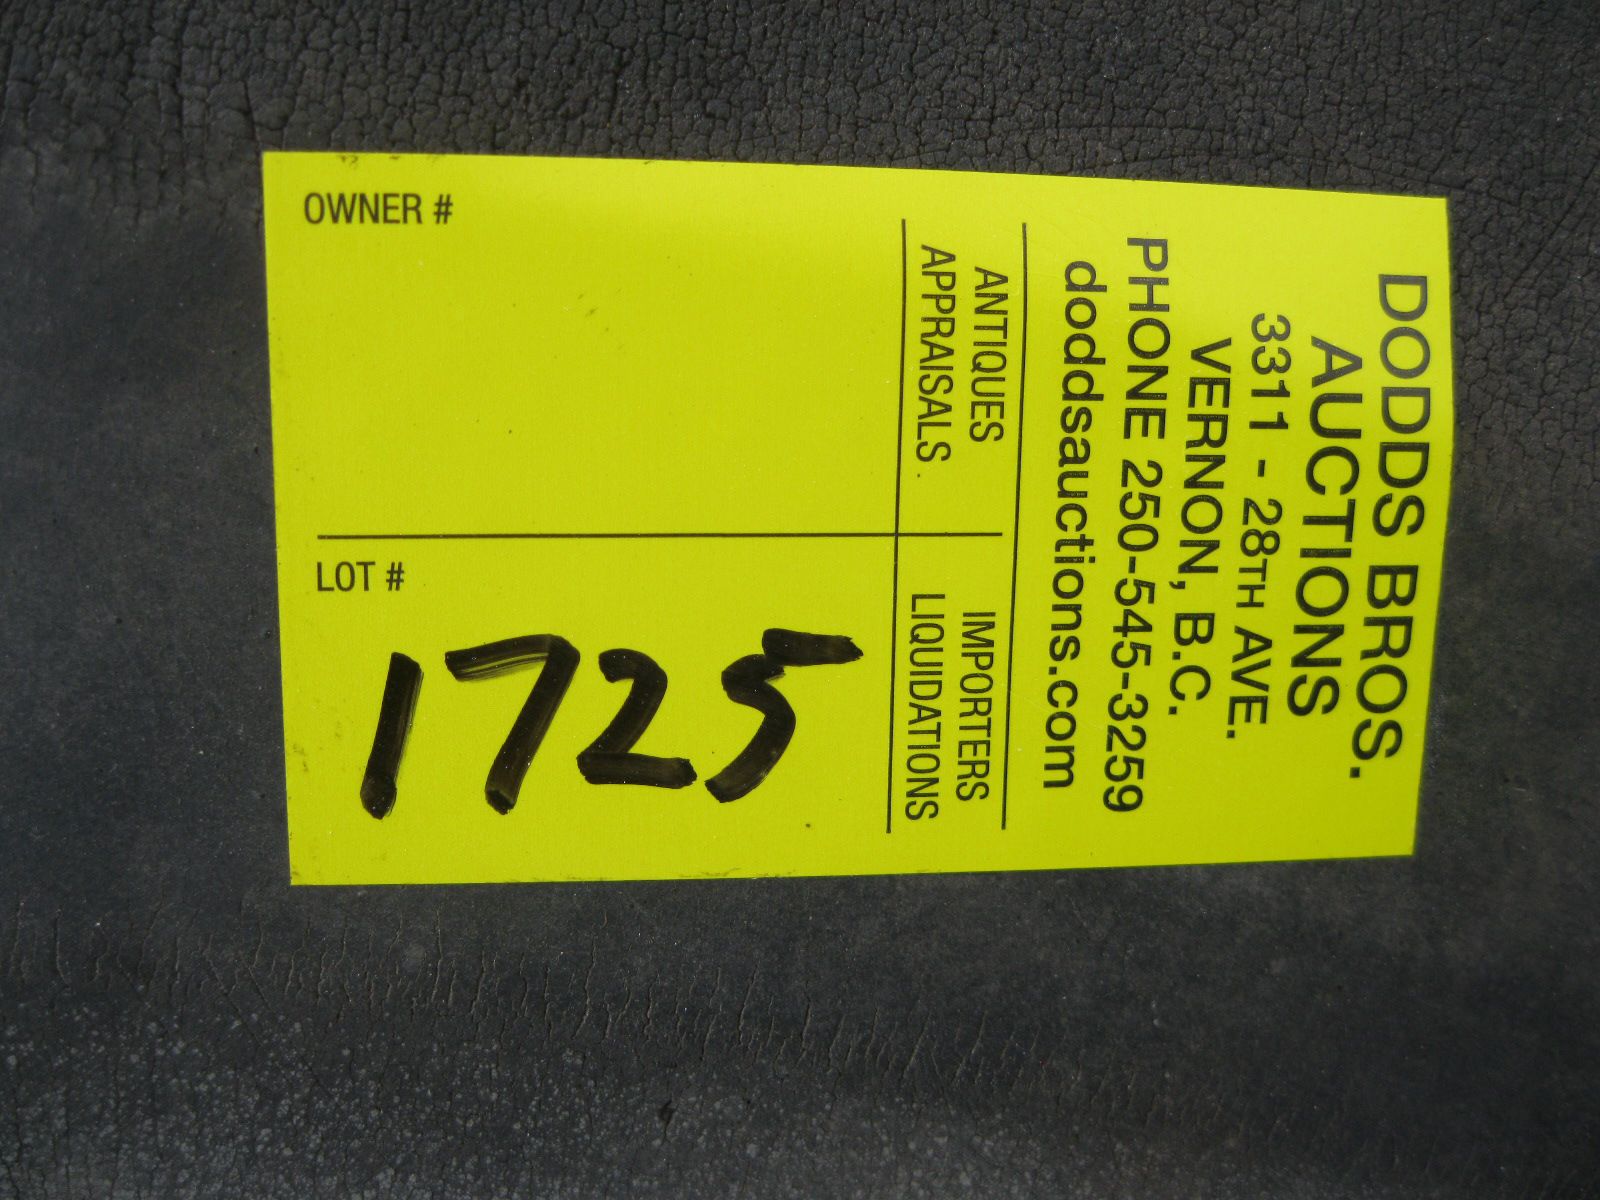 DODDS BROS.
AUCTIONS
3311 - 28TH AVE.
VERNON, B.C.
PHONE 250-545-3259
doddsauctions.com
ANTIQUES
APPRAISALS
IMPORTERS
LIQUIDATIONS
OWNER #
LOT #
1725